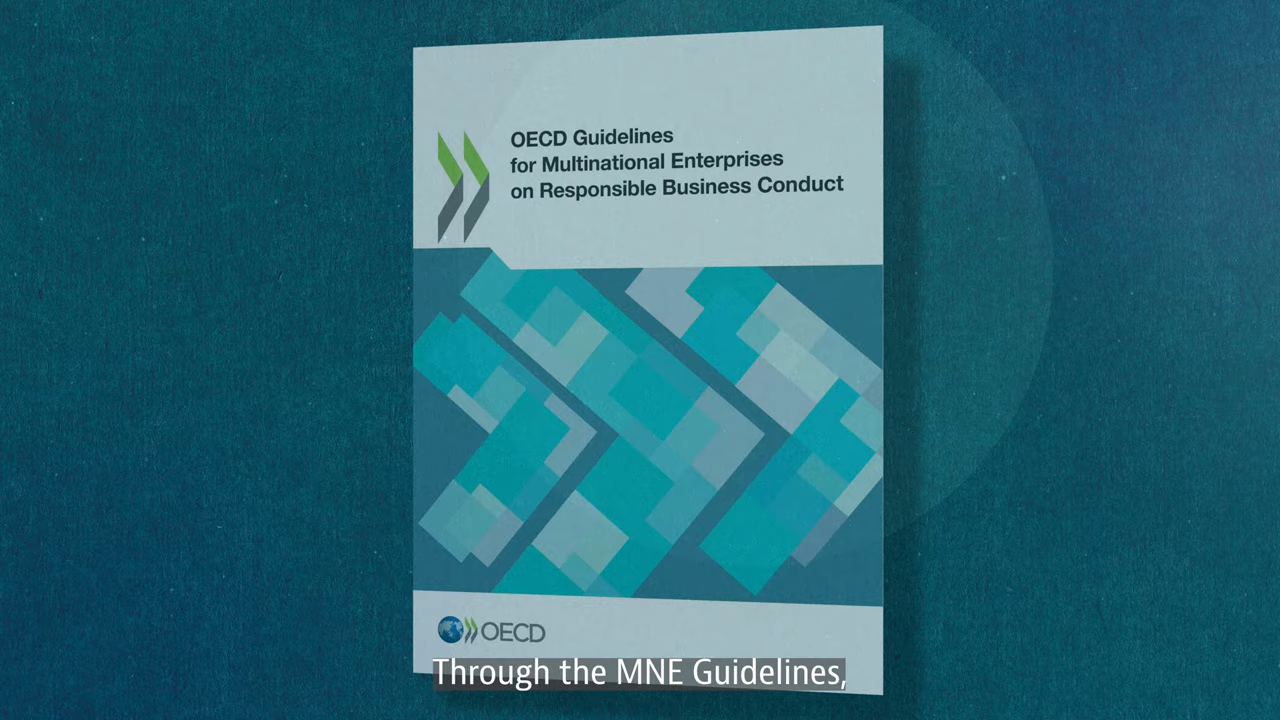 OECD Guidelines
for Multinational Enterprises
on Responsible Business Conduct
OECD
Through the MNE Guidelines,